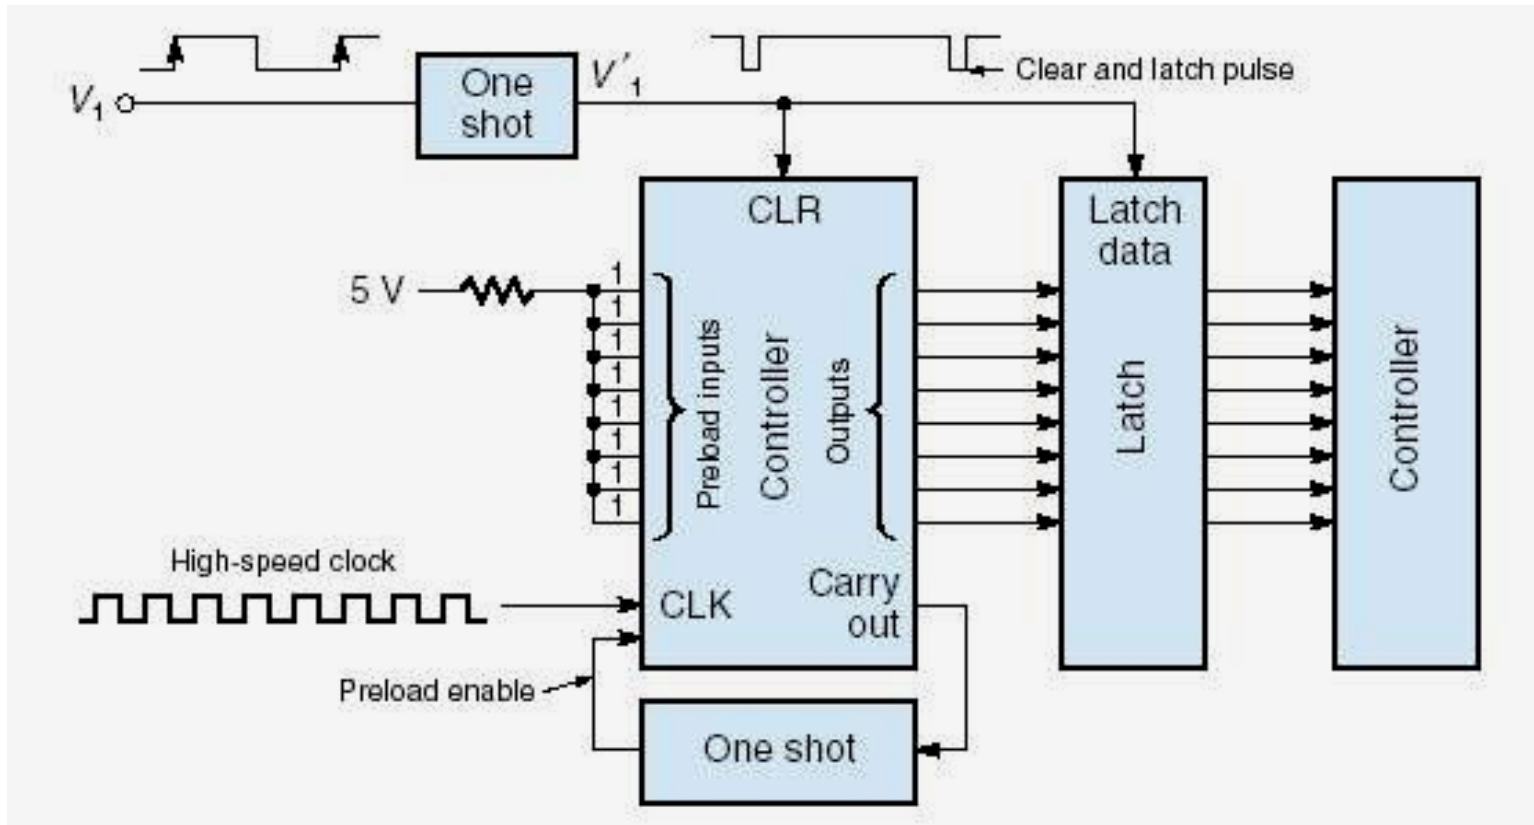 V1
One
shot
V′1
Clear and latch pulse
CLR
Latch
data
5 V
1
1
1
1
1
1
1
1
Preload inputs
Controller
Outputs
Latch
Controller
High-speed clock
CLK
Carry
out
Preload enable
One shot